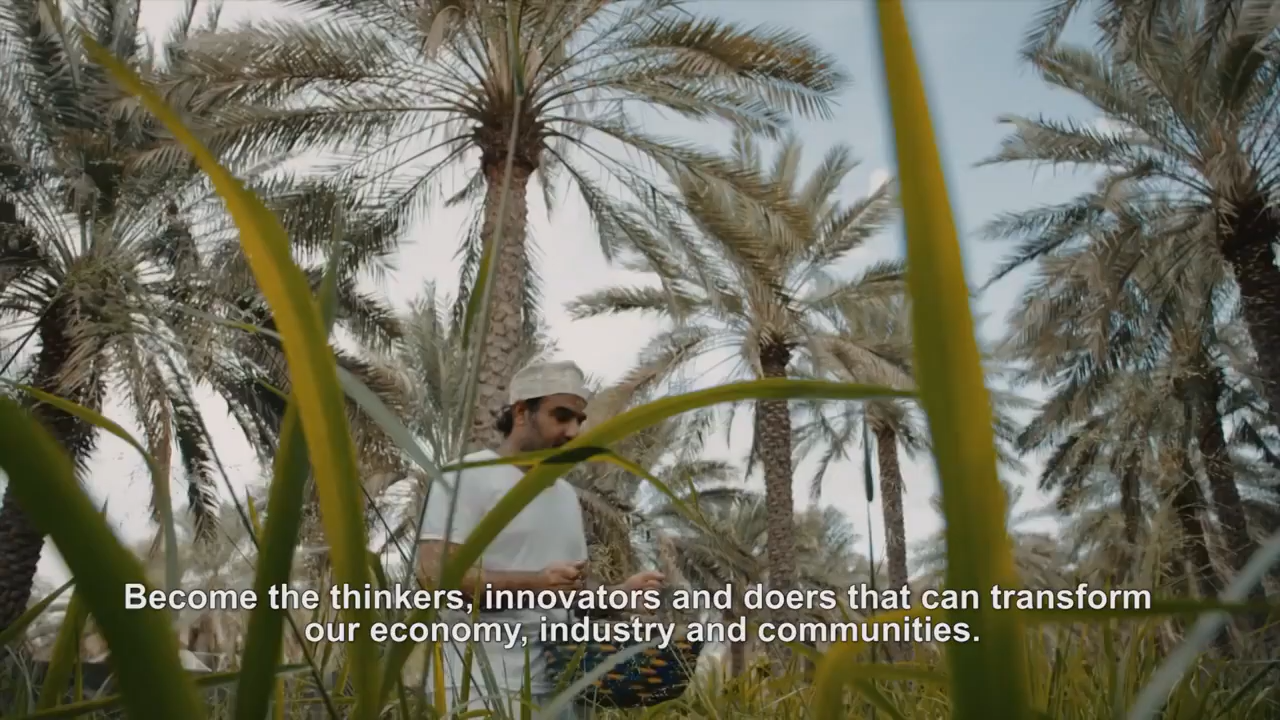 Become the thinkers, innovators and doers that can transform
our economy, industry and communities.